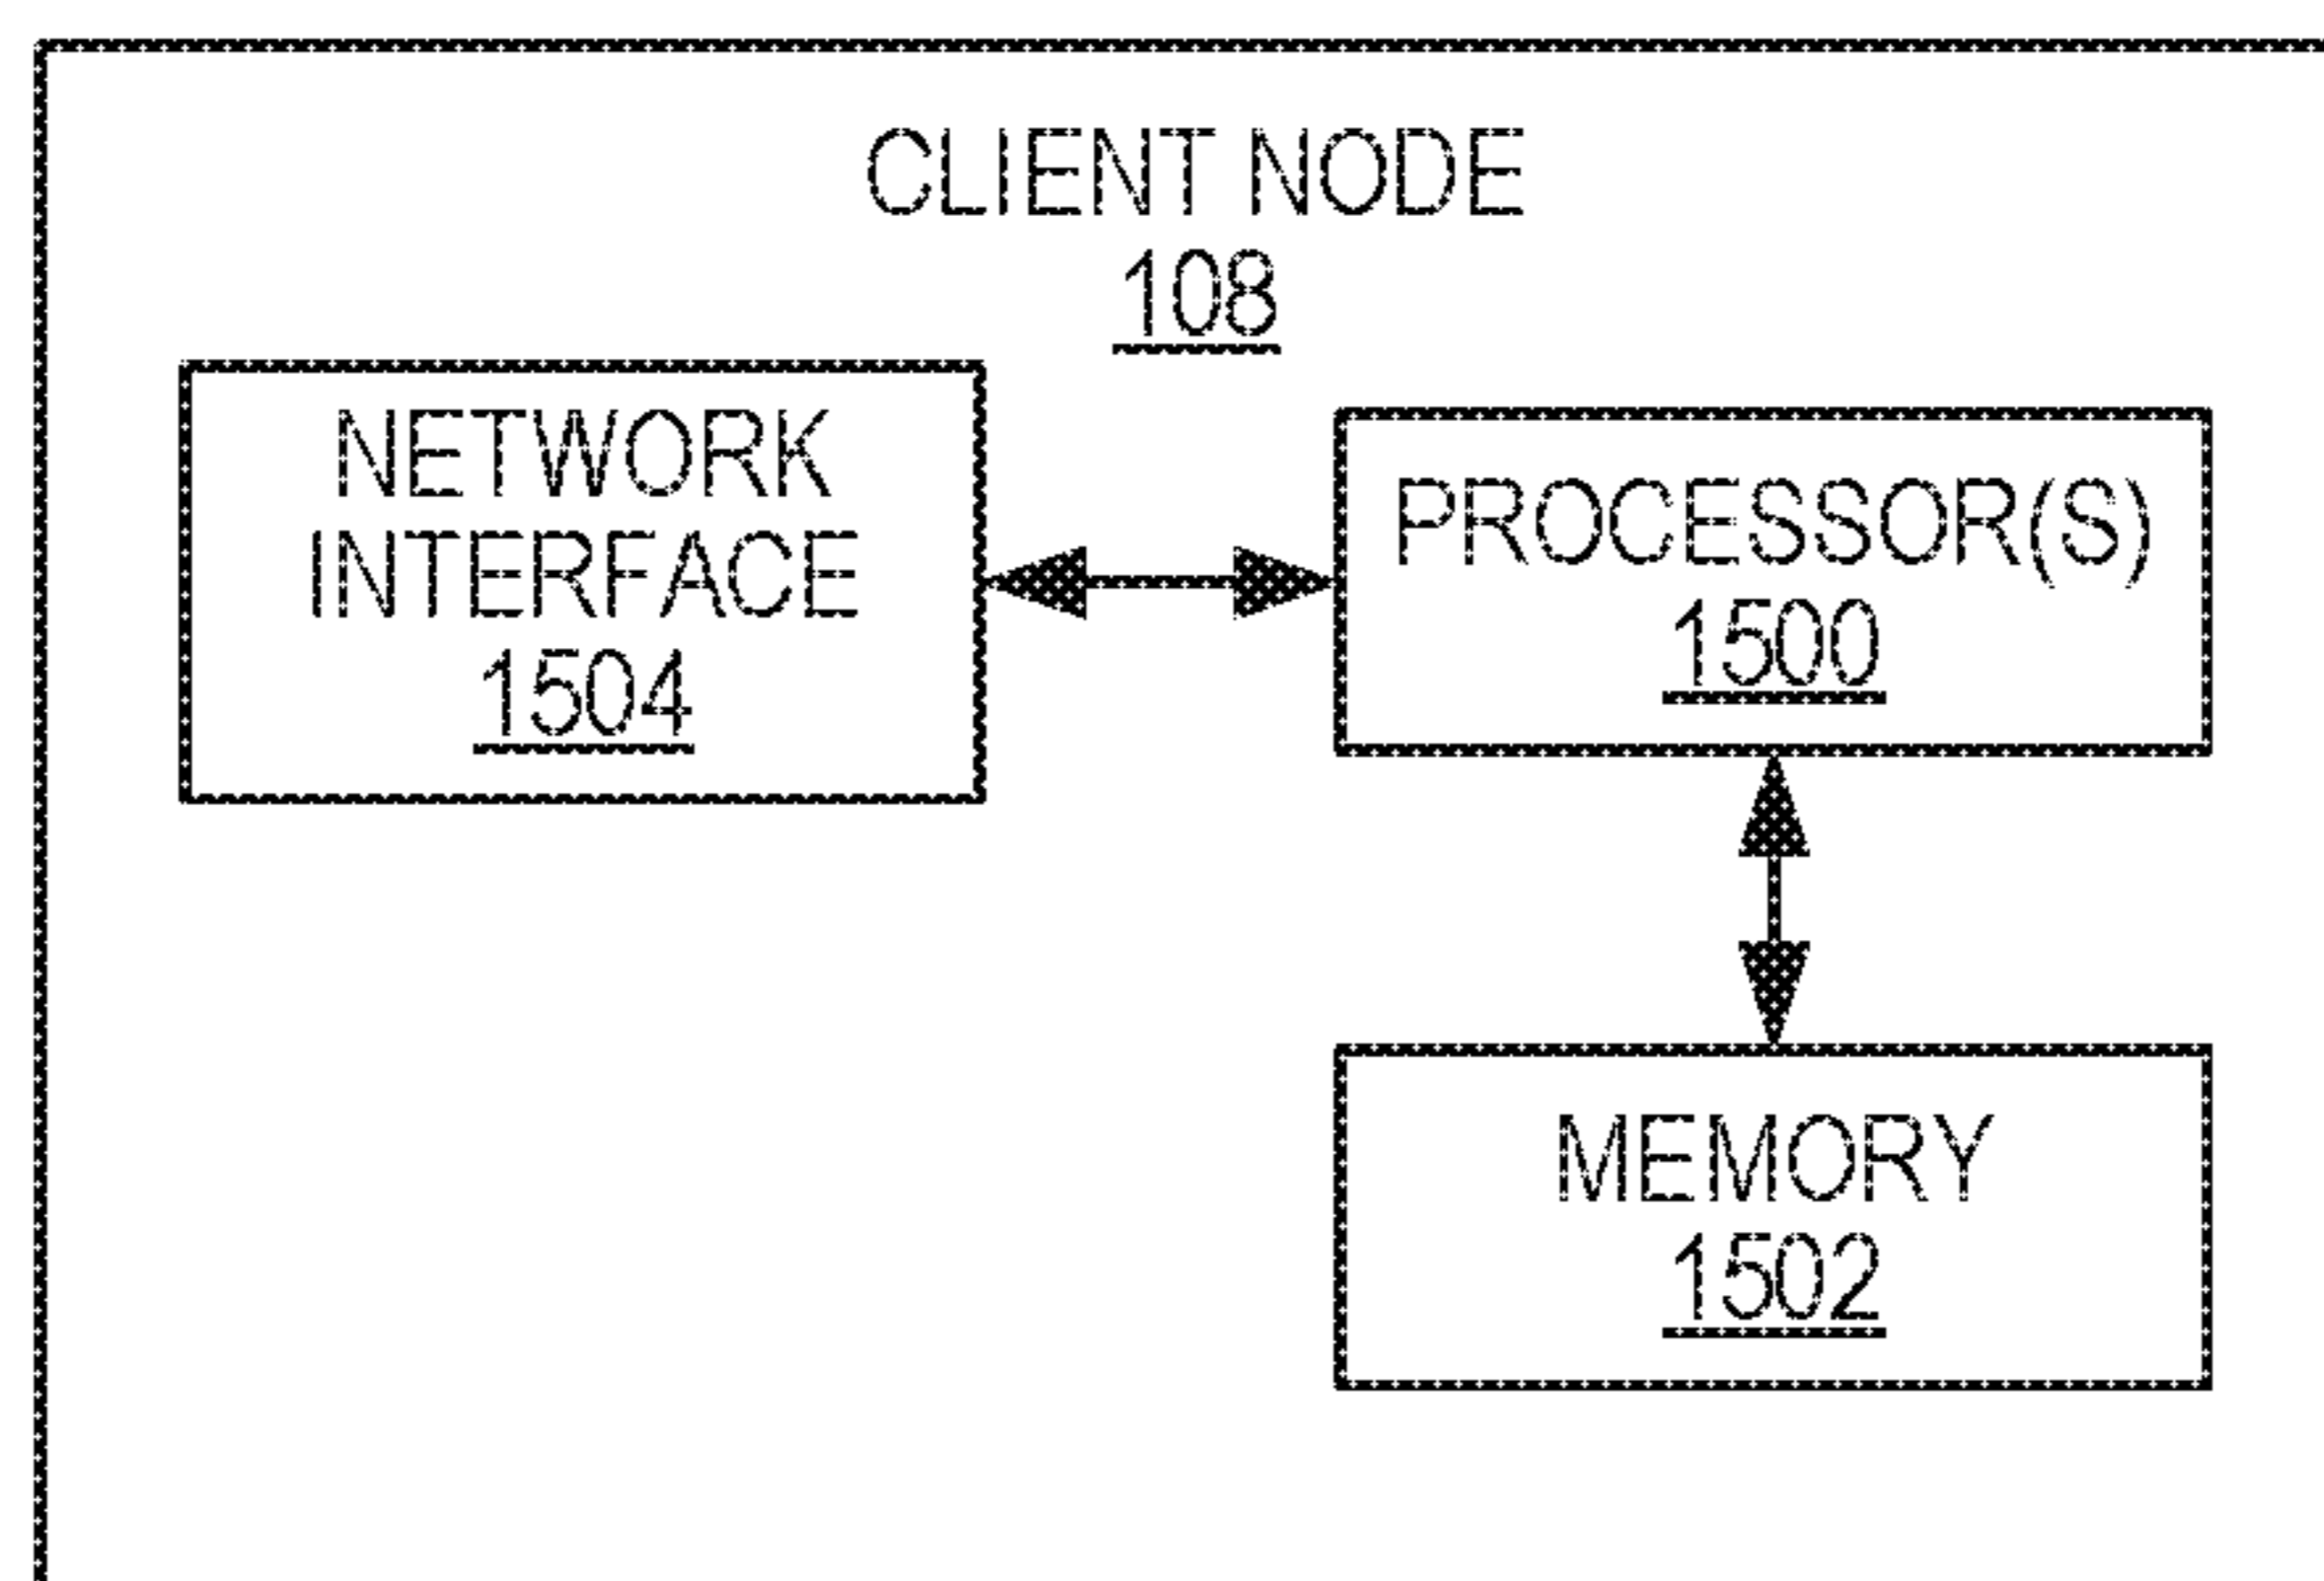 CLIENT NODE
108
NETWORK
INTERFACE
1504
PROCESSOR(S)
1500
MEMORY
1502